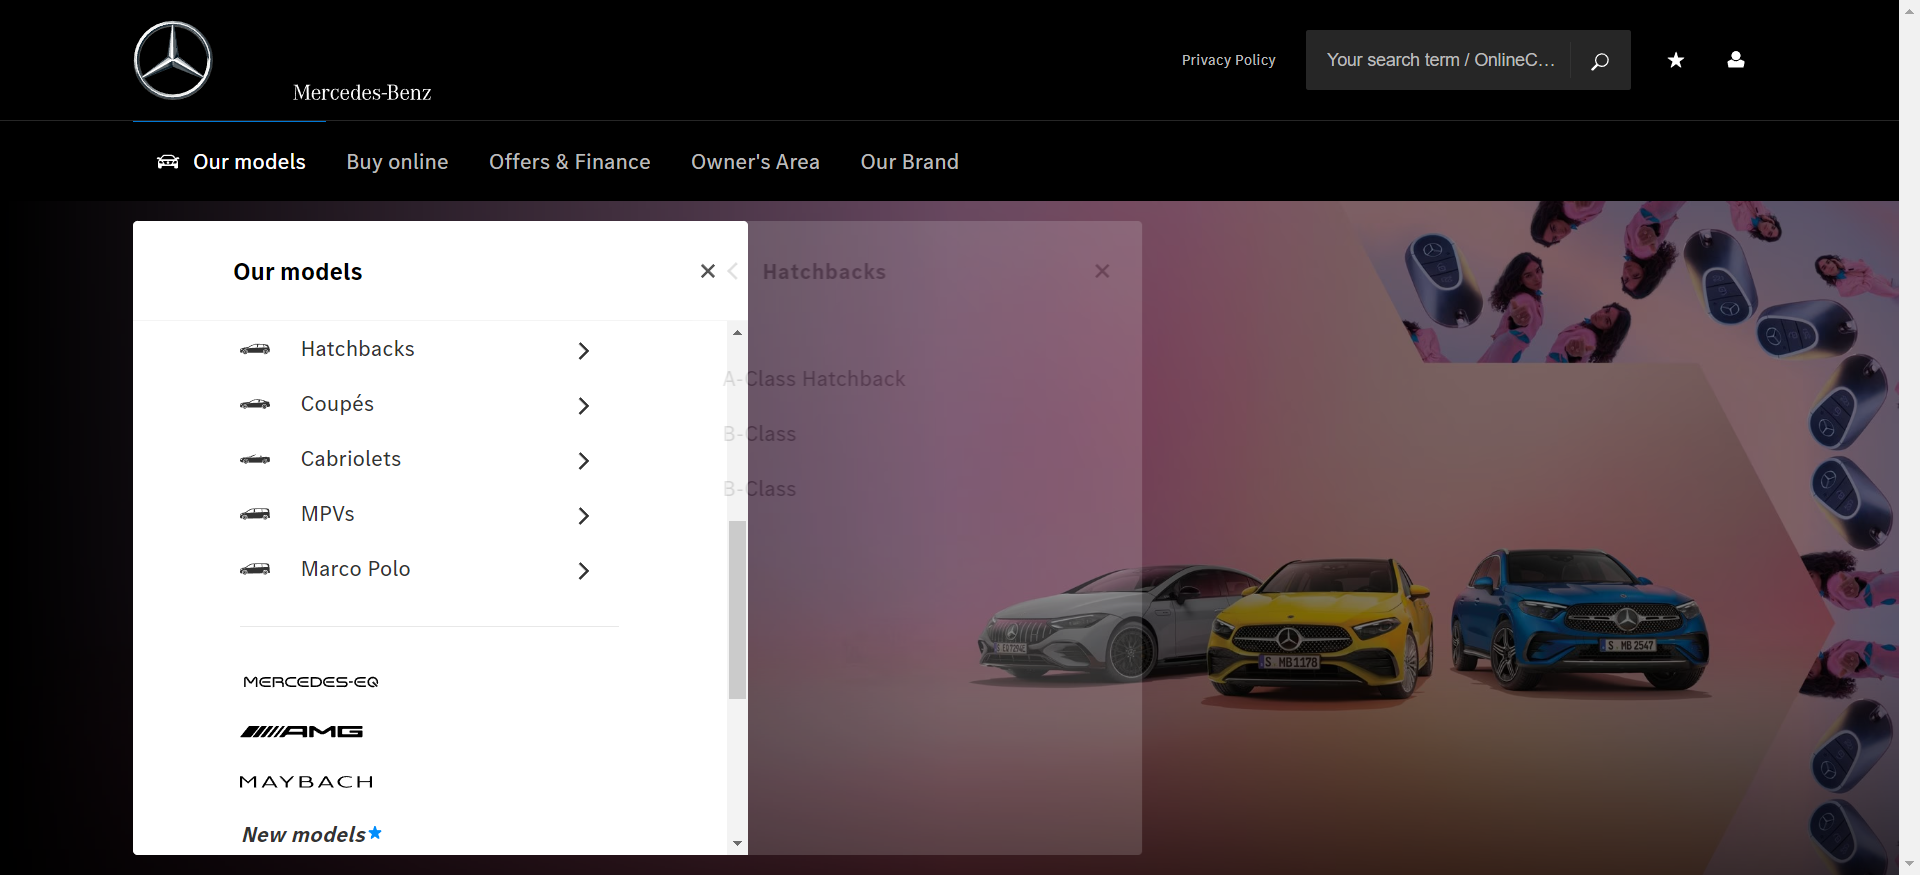 Mercedes-Benz
Privacy Policy
Your search term / OnlineC...
Our models
Buy online
Offers & Finance
Owner's Area
Our Brand
Our models
Hatchbacks
Coupés
Cabriolets
MPVs
Marco Polo
MERCEDES-EQ
AMG
MAYBACH
New models
Hatchbacks
A-Class Hatchback
B-Class
B-Class
S MB 1178
S MB 2547